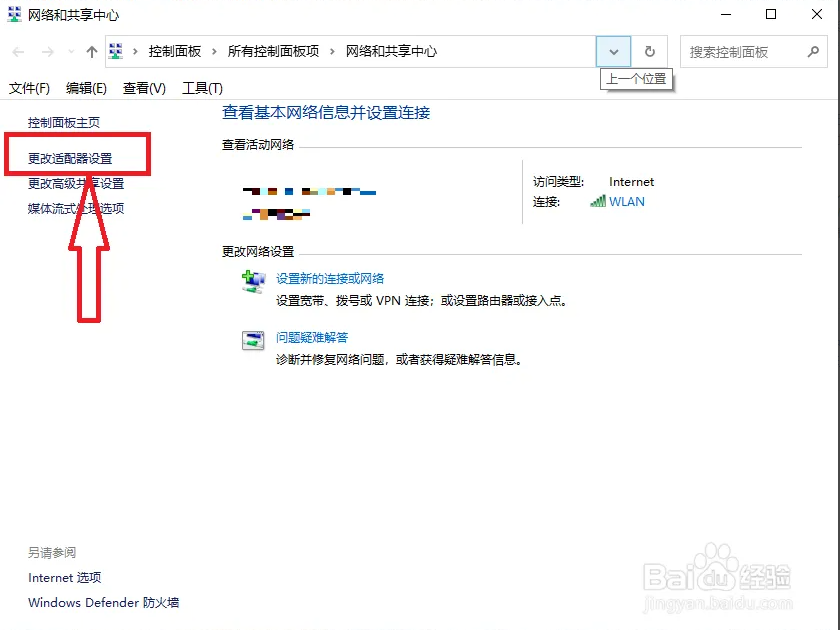 网络和共享中心
控制面板 > 所有控制面板项 > 网络和共享中心
搜索控制面板
上一个位置
文件(F) 编辑(E) 查看(V) 工具(T)
控制面板主页
更改适配器设置
更改高级共享设置
媒体流式处理选项
查看基本网络信息并设置连接
查看活动网络
访问类型: Internet
连接: WLAN
更改网络设置
设置新的连接或网络
设置宽带、拨号或 VPN 连接；或设置路由器或接入点。
问题疑难解答
诊断并修复网络问题，或者获得疑难解答信息。
另请参阅
Internet 选项
Windows Defender 防火墙
Baidu 经验
jingyan.baidu.com